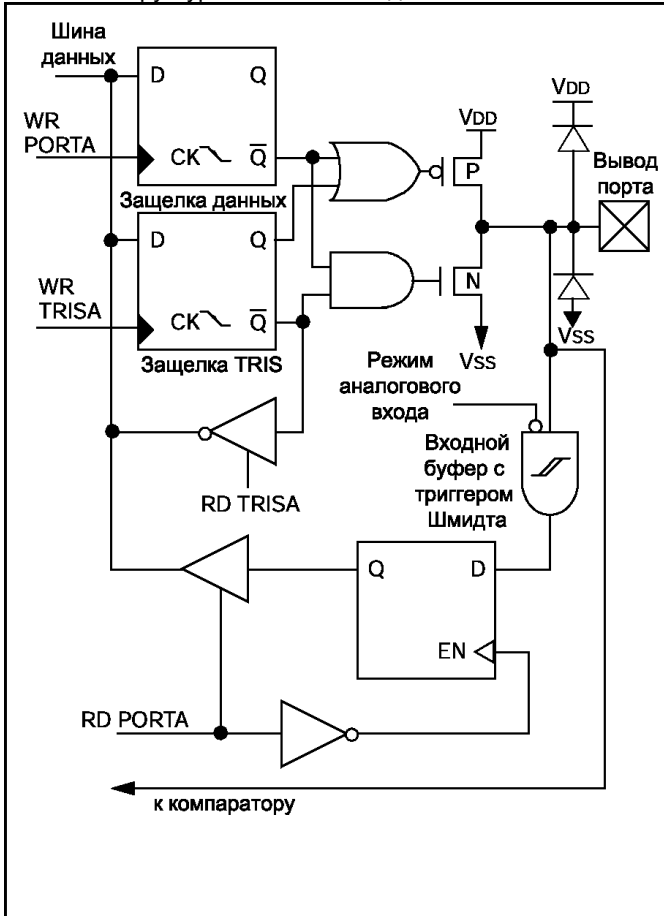 Шина
данных
D
Q
WR
PORTA
CK
Q
Защелка данных
VDD
P
VDD
Вывод
порта
D
Q
WR
TRISA
CK
Q
Защелка TRIS
N
VSS
VSS
Режим
аналогового
входа
Входной
буфер с
триггером
Шмидта
RD TRISA
Q
D
EN
RD PORTA
к компаратору